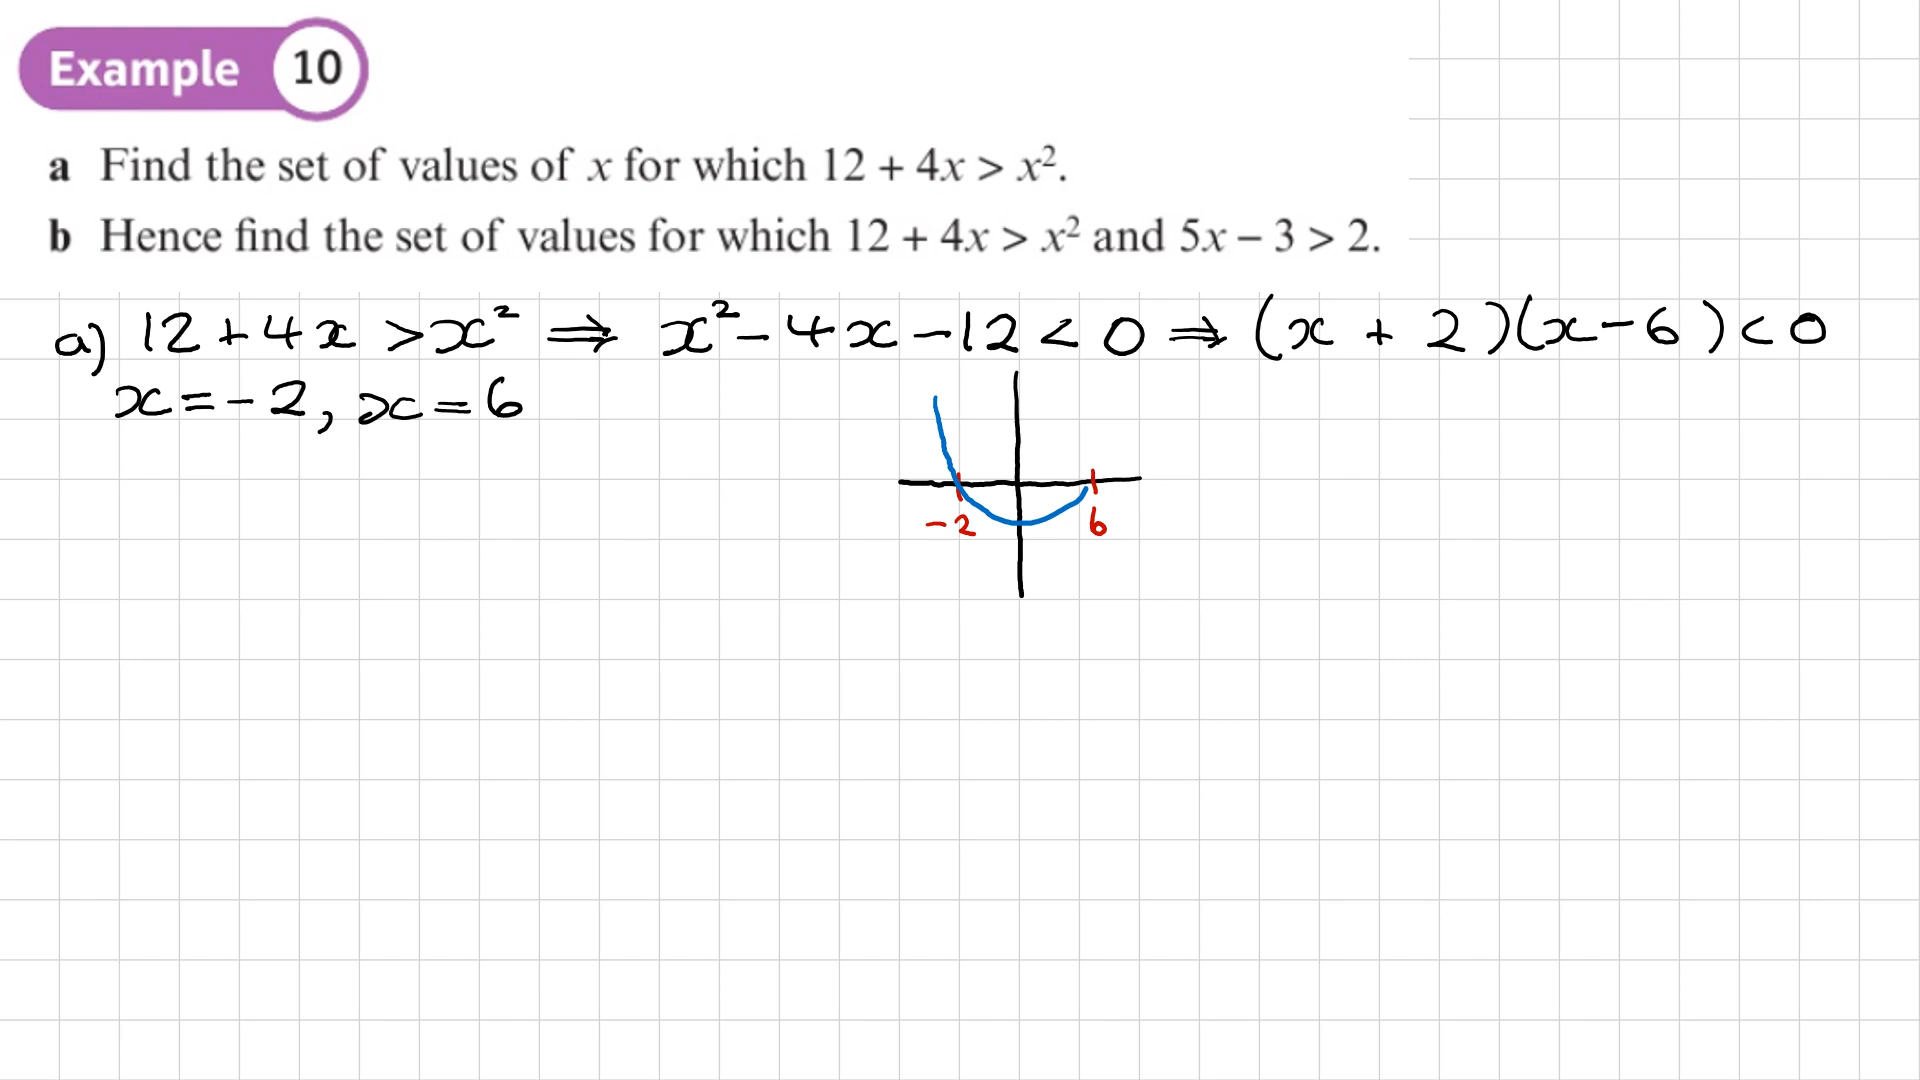 Example 10
a Find the set of values of x for which 12 + 4x > x².
b Hence find the set of values for which 12 + 4x > x² and 5x – 3 > 2.
a) 12+4x >x² ⇒ x²-4x-12<0 ⇒ (x + 2)(x-6)<0
x=-2, x=6
-2 6